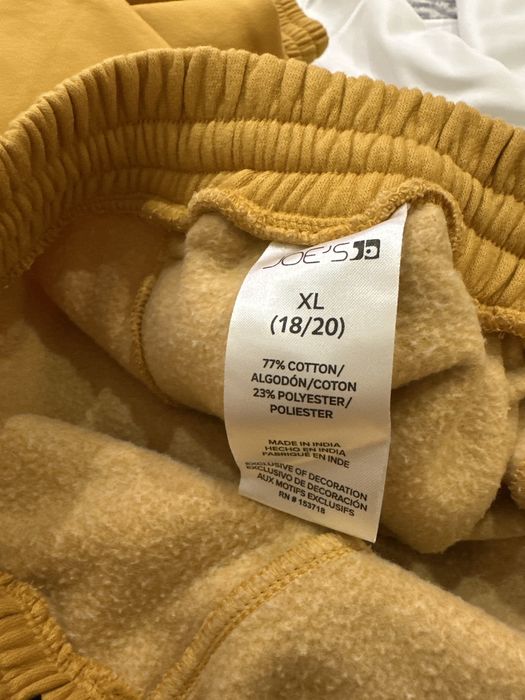 JOE'S
XL
(18/20)
77% COTTON/
ALGODÓN/COTON
23% POLYESTER/
POLIESTER
MADE IN INDIA
HECHO EN INDIA
FABRIQUÉ EN INDE
EXCLUSIVE OF DECORATION
EXCLUSIVO DE DECORACIÓN
AUX MOTIFS EXCLUSIFS
RN # 153718